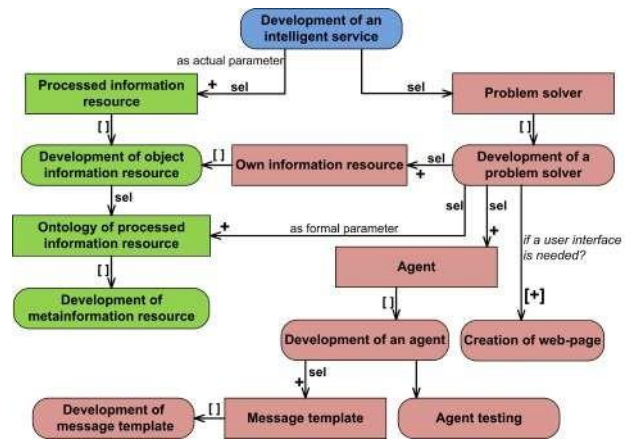 Development of an
intelligent service
as actual parameter
+
sel
sel
Processed information
resource
Problem solver
[ ]
[ ]
Development of object
information resource
[ ]
Own information
resource
sel
+
Development of a
problem solver
sel
sel
sel
+
Ontology of processed
information resource
+
as formal parameter
if a user interface
is needed?
Agent
[ ]
[ ]
[+]
Development of
metainformation resource
Development of an agent
Creation of web-page
+
sel
Development of
message template
[ ]
Message template
Agent testing